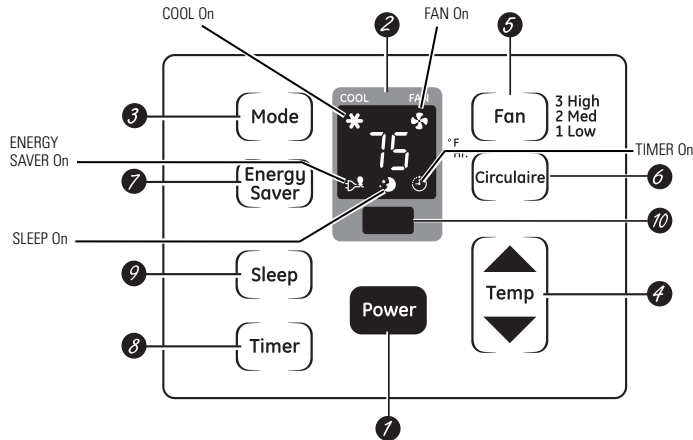 COOL On
FAN On
2
5
COOL FAN
3
Mode
75
Fan
3 High
2 Med
1 Low
°F
Hr.
ENERGY
SAVER On
TIMER On
7
Energy
Saver
Circulaire
6
SLEEP On
10
9
Sleep
Temp
4
Power
8
Timer
1